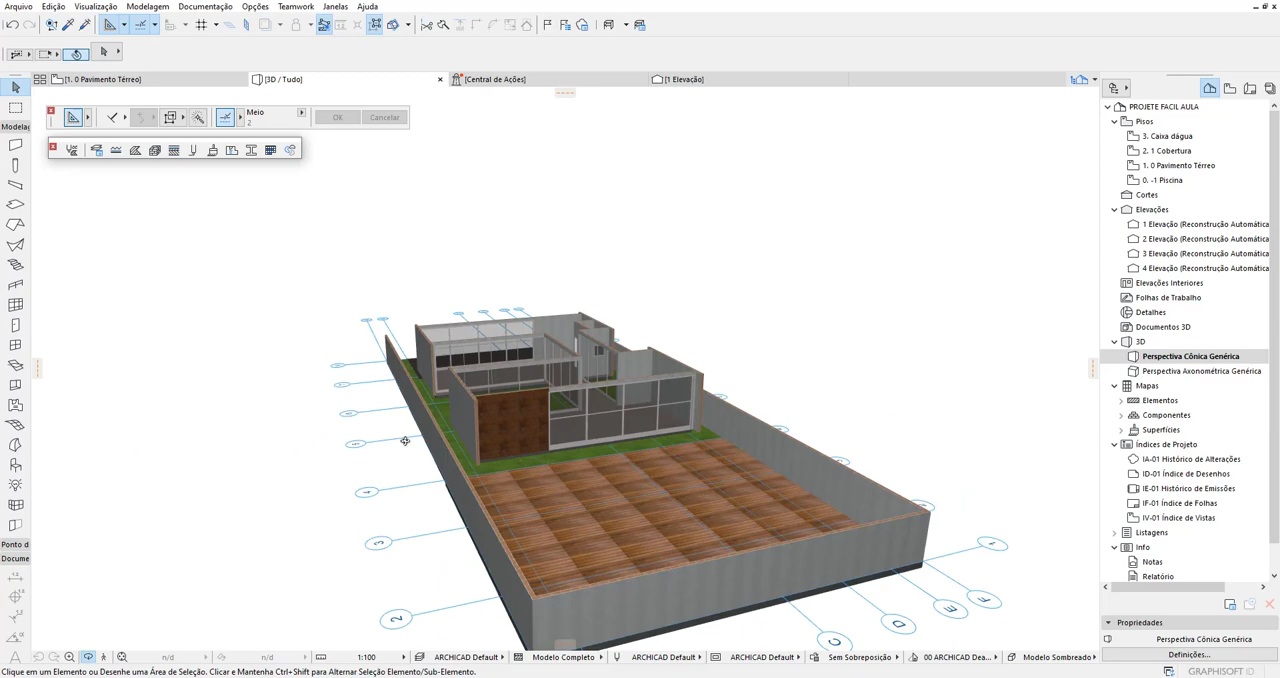 Arquivo Edição Visualização Modelagem Documentação Opções Teamwork Janelas Ajuda
[1. 0 Pavimento Térreo]
[3D / Tudo]
[Central de Ações]
[1 Elevação]
Meio
2
OK
Cancelar
Modelag
Ponto d
Docume
PROJETO FACIL AULA
Pisos
3. Caixa dágua
2. 1 Cobertura
1. 0 Pavimento Térreo
0. -1 Piscina
Cortes
Elevações
1 Elevação (Reconstrução Automática
2 Elevação (Reconstrução Automática
3 Elevação (Reconstrução Automática
4 Elevação (Reconstrução Automática
Elevações Interiores
Folhas de Trabalho
Detalhes
Documentos 3D
3D
Perspectiva Cônica Genérica
Perspectiva Axonométrica Genérica
Mapas
Elementos
Componentes
Superfícies
Índices de Projeto
IA-01 Histórico de Alterações
ID-01 Índice de Desenhos
IE-01 Histórico de Emissões
IF-01 Índice de Folhas
IV-01 Índice de Vistas
Listagens
Info
Notas
Relatório
Propriedades
Perspectiva Cônica Genérica
Definições...
4
3
2
C
D
E
F
n/d
n/d
1:100
ARCHICAD Default
Modelo Completo
ARCHICAD Default
ARCHICAD Default
Sem Sobreposição
00 ARCHICAD Dea...
Modelo Sombreado
Clique em um Elemento ou Desenhe uma Área de Seleção. Clicar e Mantenha Ctrl+Shift para Alternar Seleção Elemento/Sub-Elemento.
GRAPHISOFT ID